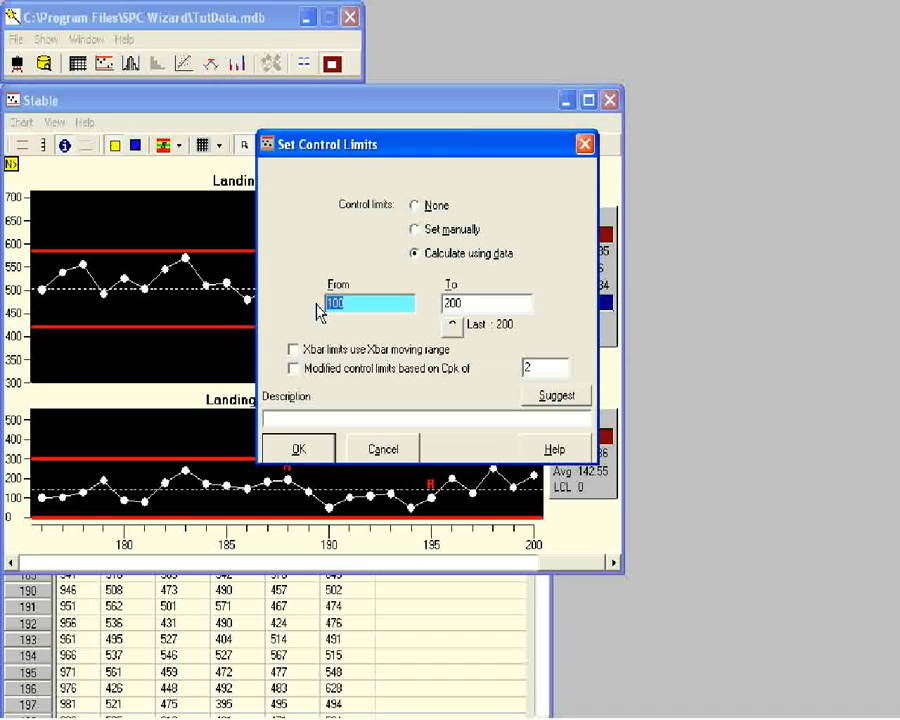 C:\Program Files\SPC Wizard\TutData.mdb
File Show Window Help
Stable
Chart View Help
N>
Landin
700
650
600
550
500
450
400
350
300
Set Control Limits
Control limits:
None
Set manually
Calculate using data
From
To
100
200
^ Last : 200
Xbar limits use Xbar moving range
Modified control limits based on Cpk of
2
Description
Suggest
OK Cancel Help
Landing
500
400
300
200
100
0
H
Avg 142.55
LCL 0
180 185 190 195 200
190 946 508 473 490 457 502
191 951 562 501 571 467 474
192 956 536 431 490 424 476
193 961 495 527 404 514 491
194 966 537 546 527 567 515
195 971 561 459 472 477 548
196 976 426 448 492 483 628
197 981 521 475 395 495 494